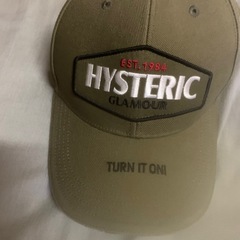 EST. 1984
HYSTERIC
GLAMOUR
TURN IT ON!